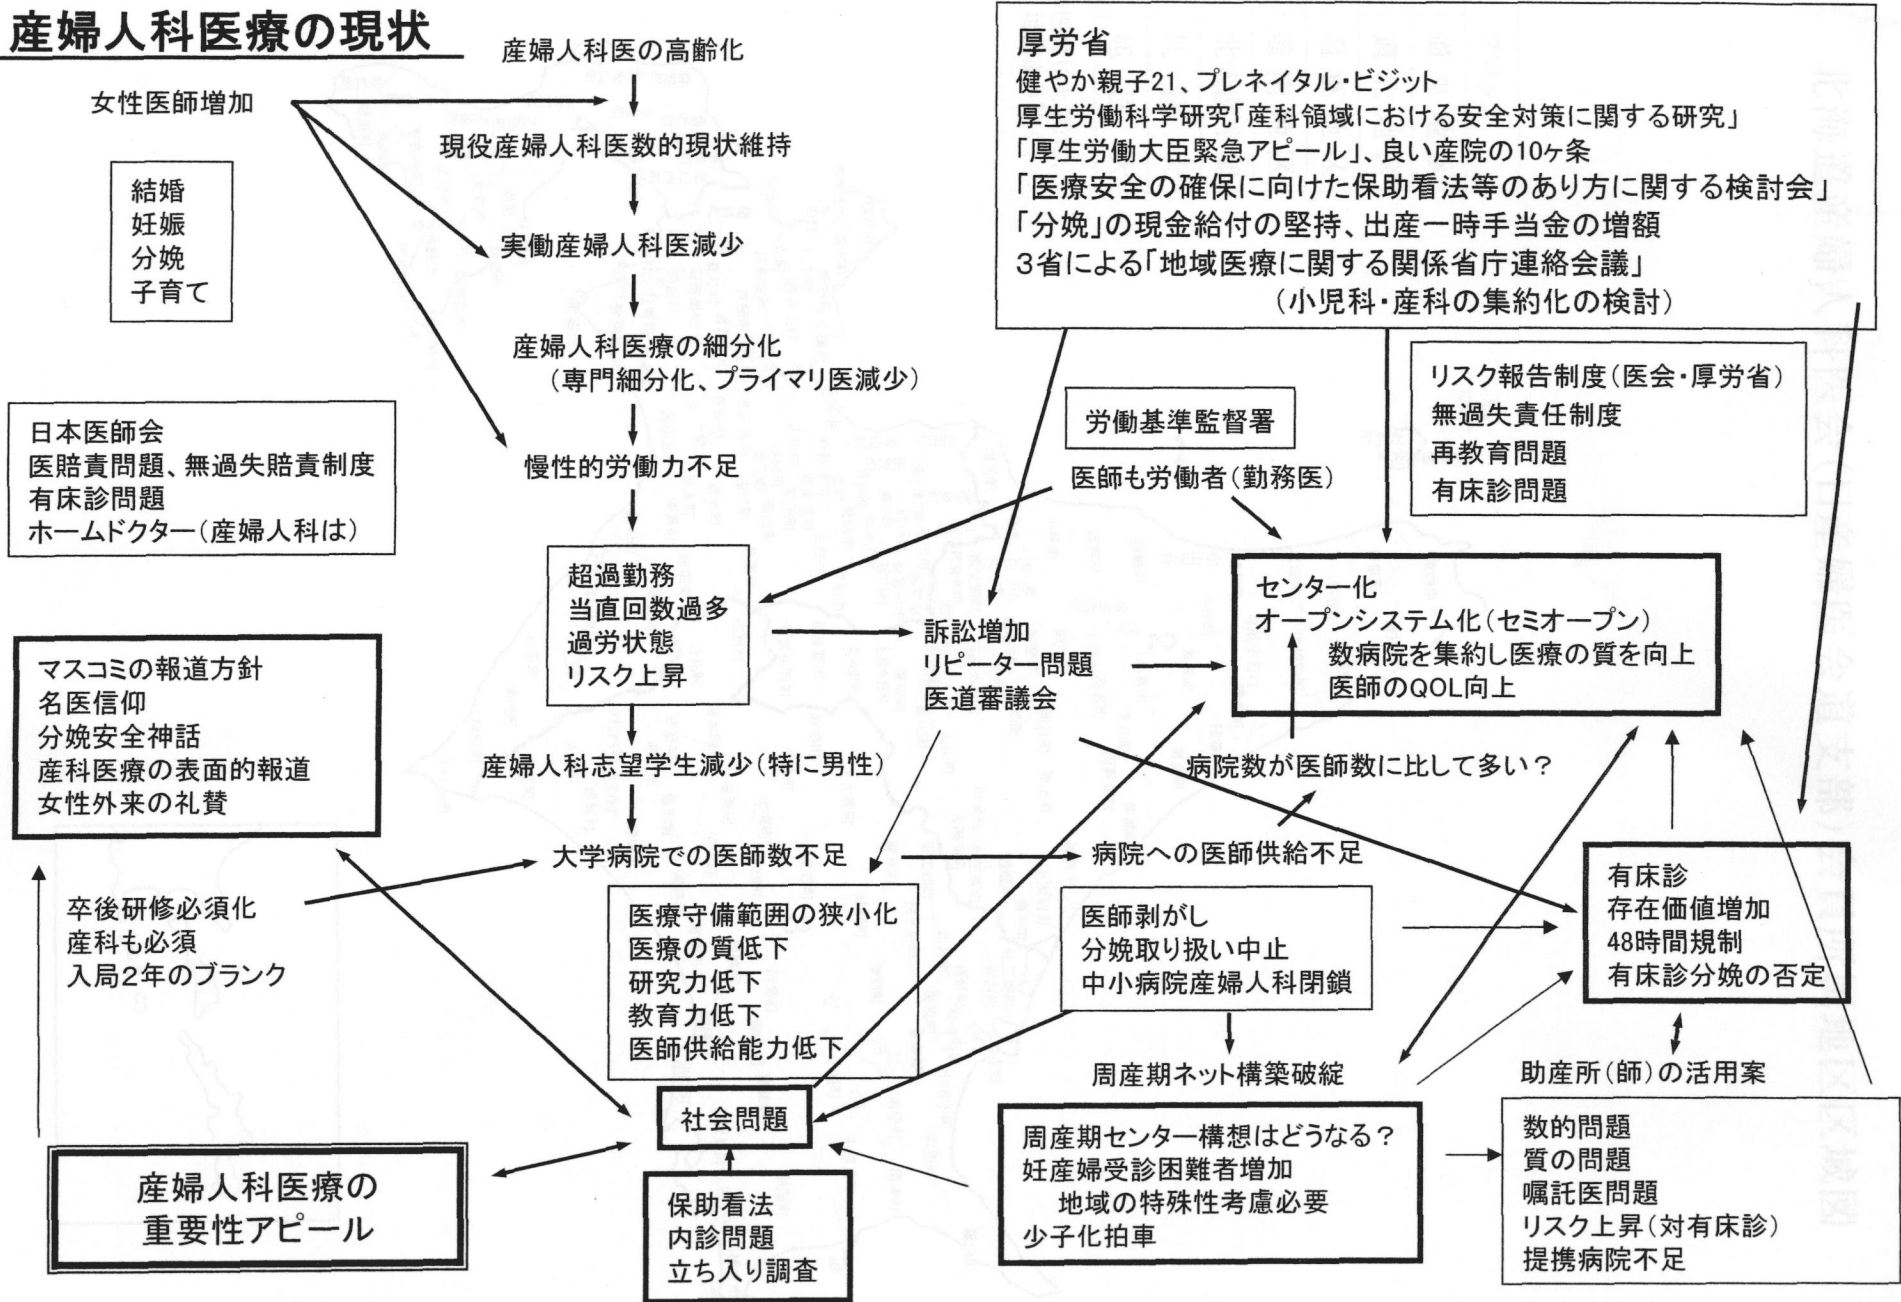 産婦人科医療の現状
産婦人科医の高齢化
女性医師増加
現役産婦人科医数的現状維持
結婚
妊娠
分娩
子育て
実働産婦人科医減少
産婦人科医療の細分化
（専門細分化、プライマリ医減少）
慢性的労働力不足
厚労省
健やか親子21、プレネイタル・ビジット
厚生労働科学研究「産科領域における安全対策に関する研究」
「厚生労働大臣緊急アピール」、良い産院の10ヶ条
「医療安全の確保に向けた保助看法等のあり方に関する検討会」
「分娩」の現金給付の堅持、出産一時手当金の増額
3省による「地域医療に関する関係省庁連絡会議」
（小児科・産科の集約化の検討）
日本医師会
医賠責問題、無過失賠責制度
有床診問題
ホームドクター（産婦人科は）
労働基準監督署
医師も労働者（勤務医）
リスク報告制度（医会・厚労省）
無過失責任制度
再教育問題
有床診問題
超過勤務
当直回数過多
過労状態
リスク上昇
訴訟増加
リピーター問題
医道審議会
センター化
オープンシステム化（セミオープン）
数病院を集約し医療の質を向上
医師のQOL向上
マスコミの報道方針
名医信仰
分娩安全神話
産科医療の表面的報道
女性外来の礼賛
産婦人科志望学生減少（特に男性）
病院数が医師数に比して多い？
大学病院での医師数不足
病院への医師供給不足
卒後研修必須化
産科も必須
入局2年のブランク
医療守備範囲の狭小化
医療の質低下
研究力低下
教育力低下
医師供給能力低下
医師剥がし
分娩取り扱い中止
中小病院産婦人科閉鎖
有床診
存在価値増加
48時間規制
有床診分娩の否定
周産期ネット構築破綻
助産所（師）の活用案
社会問題
周産期センター構想はどうなる？
妊産婦受診困難者増加
地域の特殊性考慮必要
少子化拍車
数的問題
質の問題
嘱託医問題
リスク上昇（対有床診）
提携病院不足
産婦人科医療の
重要性アピール
保助看法
内診問題
立ち入り調査